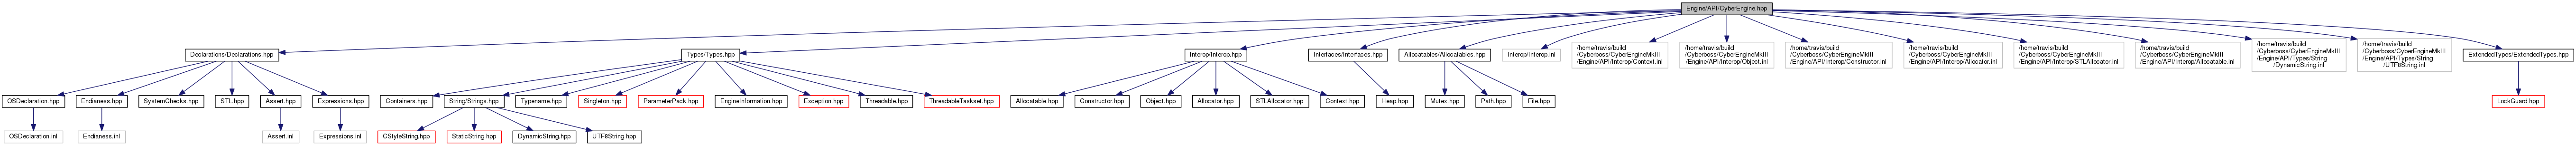 Engine/API/CyberEngine.hpp
Declarations/Declarations.hpp
Types/Types.hpp
Interop/Interop.hpp
Interfaces/Interfaces.hpp
Allocatables/Allocatables.hpp
Interop/Interop.inl
/home/travis/build
/Cyberboss/CyberEngineMkIII
/Engine/API/Interop/Context.inl
/home/travis/build
/Cyberboss/CyberEngineMkIII
/Engine/API/Interop/Object.inl
/home/travis/build
/Cyberboss/CyberEngineMkIII
/Engine/API/Interop/Constructor.inl
/home/travis/build
/Cyberboss/CyberEngineMkIII
/Engine/API/Interop/Allocator.inl
/home/travis/build
/Cyberboss/CyberEngineMkIII
/Engine/API/Interop/STLAllocator.inl
/home/travis/build
/Cyberboss/CyberEngineMkIII
/Engine/API/Interop/Allocatable.inl
/home/travis/build
/Cyberboss/CyberEngineMkIII
/Engine/API/Types/String
/DynamicString.inl
/home/travis/build
/Cyberboss/CyberEngineMkIII
/Engine/API/Types/String
/UTF8String.inl
ExtendedTypes/ExtendedTypes.hpp
OSDeclaration.hpp
Endianess.hpp
SystemChecks.hpp
STL.hpp
Assert.hpp
Expressions.hpp
Containers.hpp
String/Strings.hpp
Typename.hpp
Singleton.hpp
ParameterPack.hpp
EngineInformation.hpp
Exception.hpp
Threadable.hpp
ThreadableTaskset.hpp
Allocatable.hpp
Constructor.hpp
Object.hpp
Allocator.hpp
STLAllocator.hpp
Context.hpp
Heap.hpp
Mutex.hpp
Path.hpp
File.hpp
LockGuard.hpp
OSDeclaration.inl
Endianess.inl
Assert.inl
Expressions.inl
CStyleString.hpp
StaticString.hpp
DynamicString.hpp
UTF8String.hpp